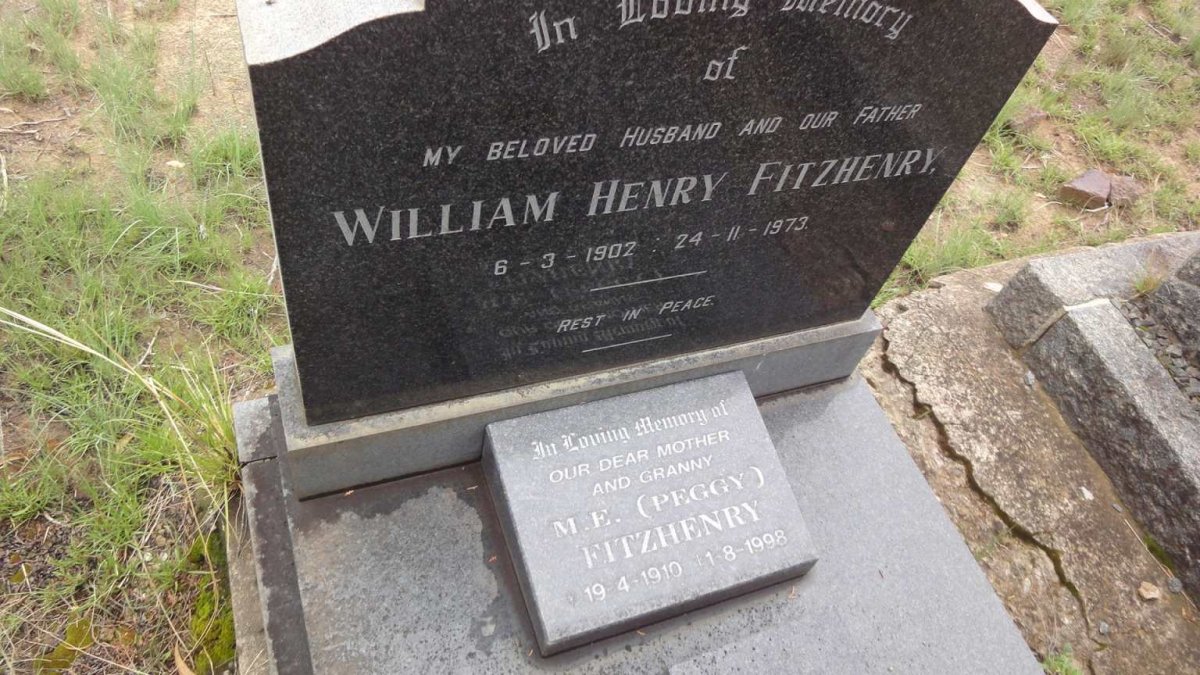 In Loving Memory
of
MY BELOVED HUSBAND AND OUR FATHER
WILLIAM HENRY FITZHENRY,
6-3-1902 : 24-11-1973.
REST IN PEACE.
In Loving Memory of
OUR DEAR MOTHER
AND GRANNY
M.E. (PEGGY)
FITZHENRY
19-4-1910 11-8-1998